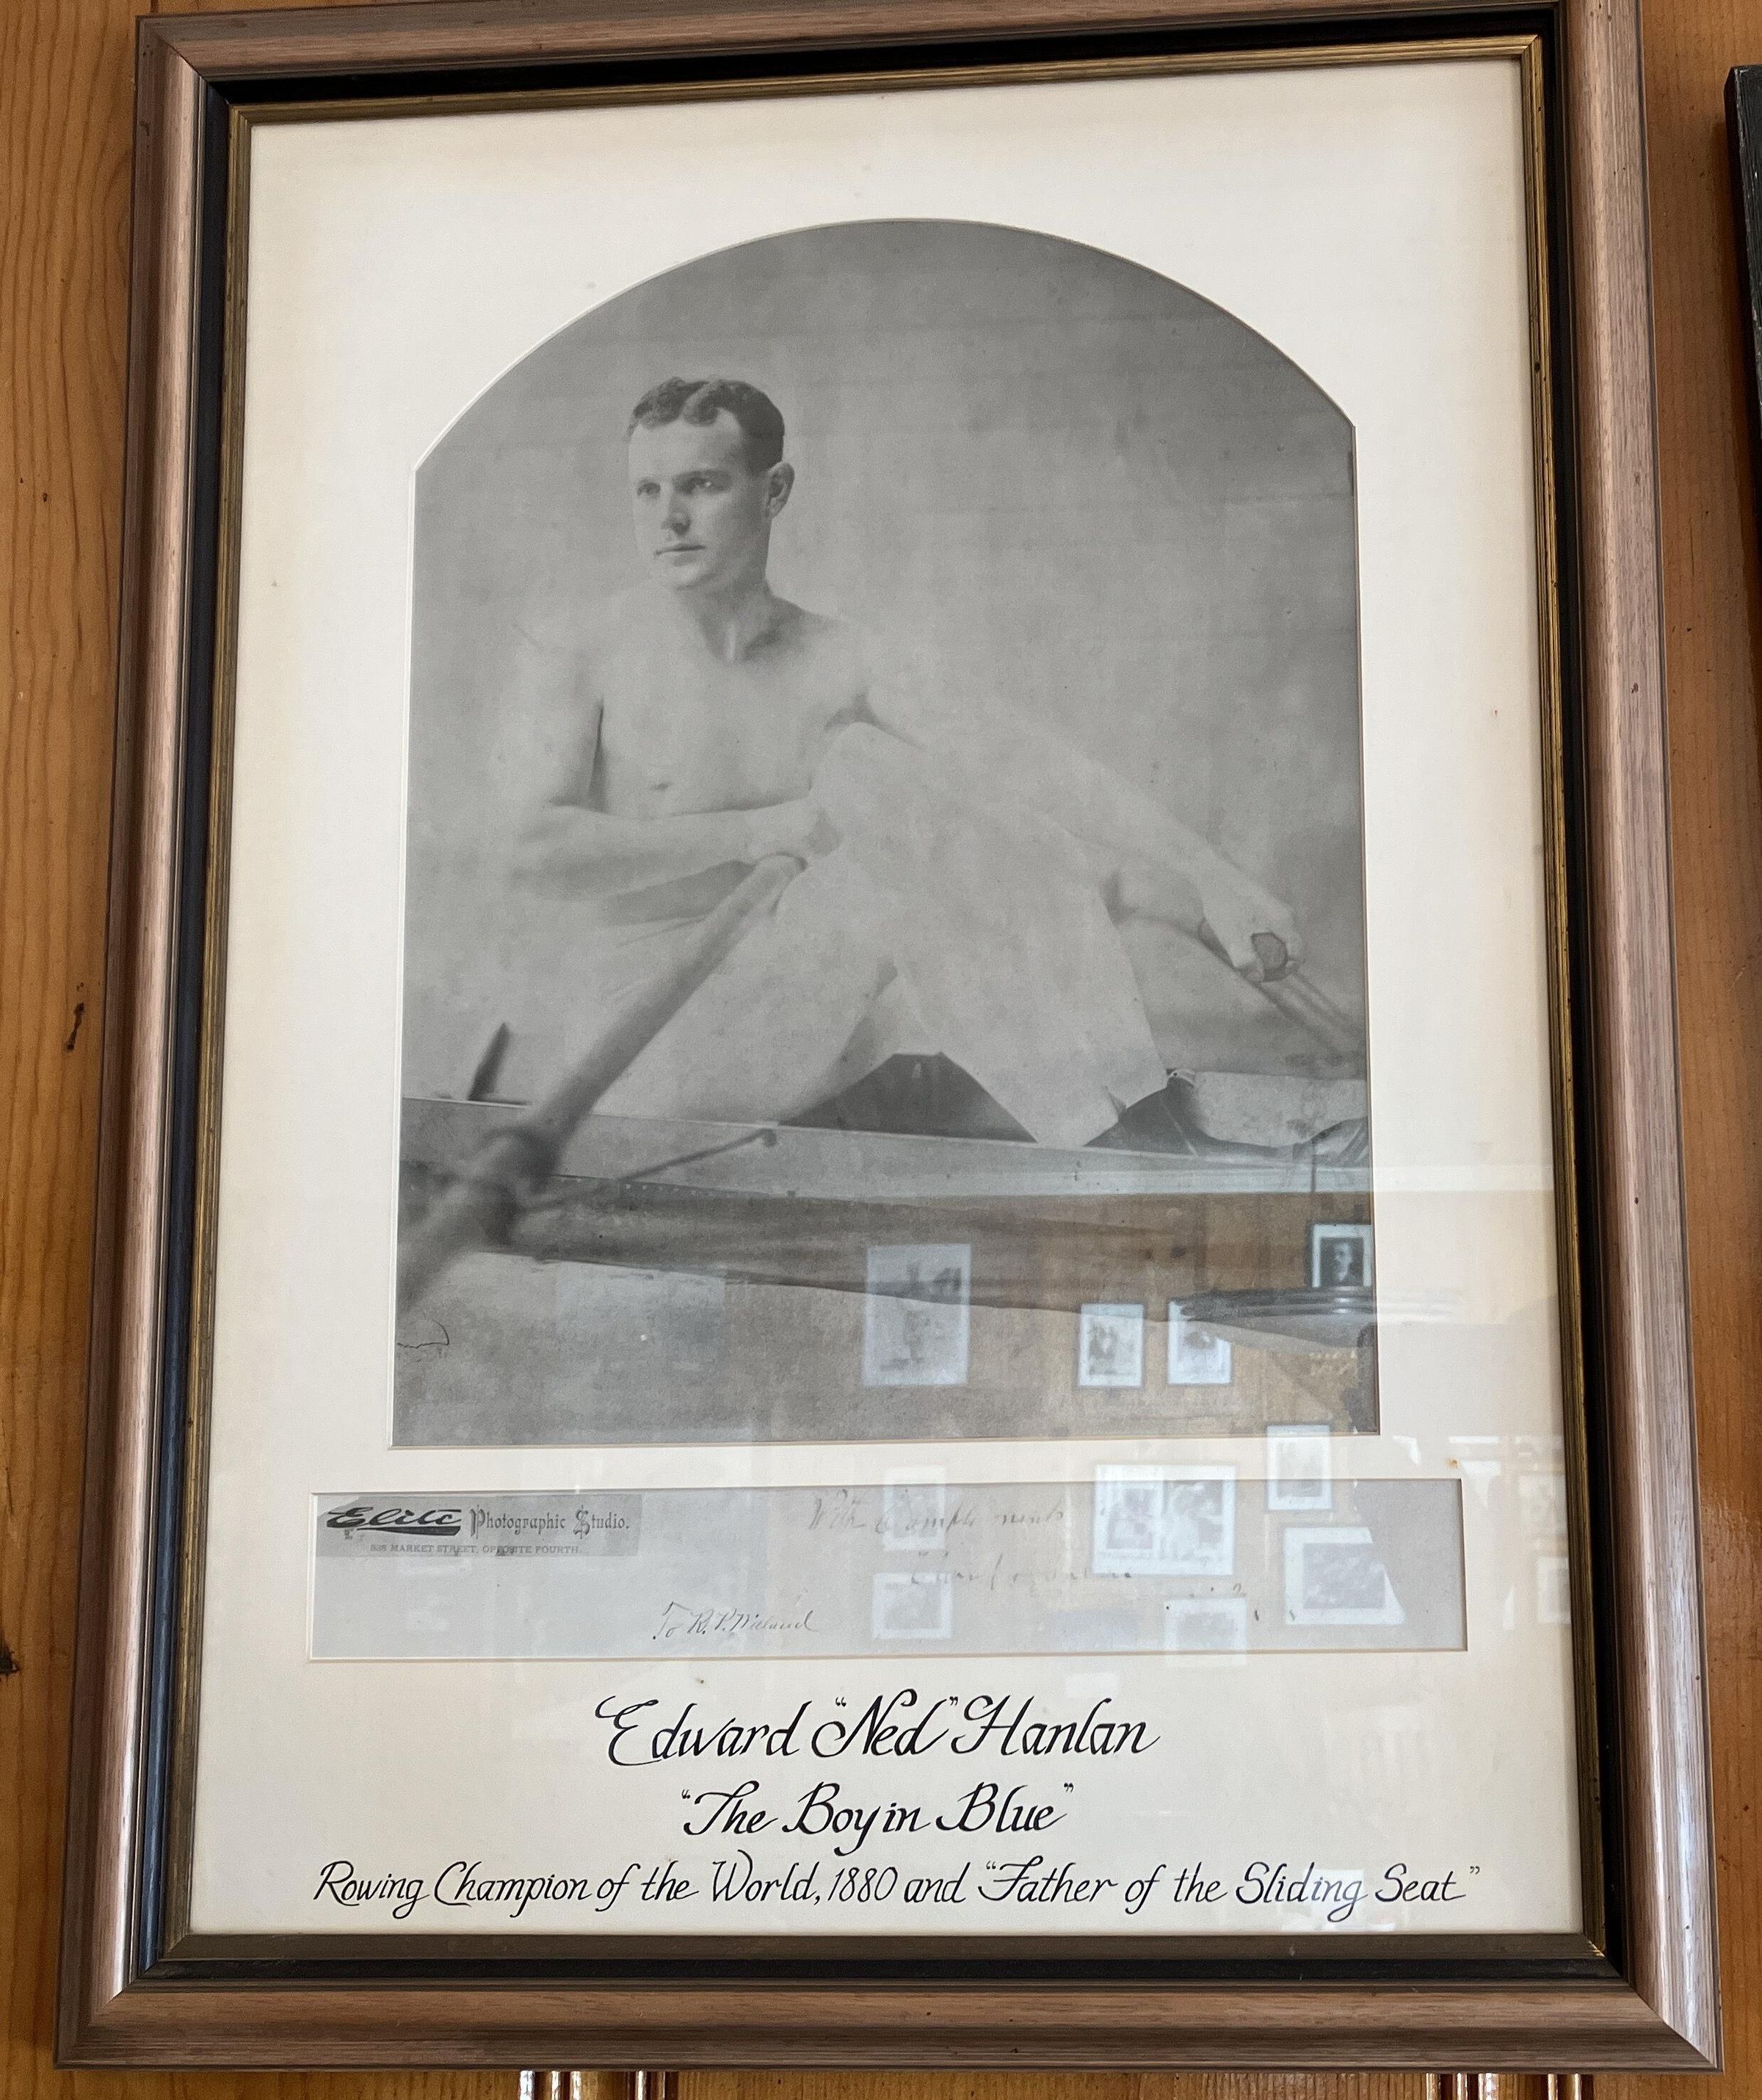 Elite Photographic Studio.
838 MARKET STREET, OPPOSITE FOURTH.
With Compliments
To R. P.
Edward "Ned" Hanlan
"The Boy in Blue"
Rowing Champion of the World, 1880 and "Father of the Sliding Seat"